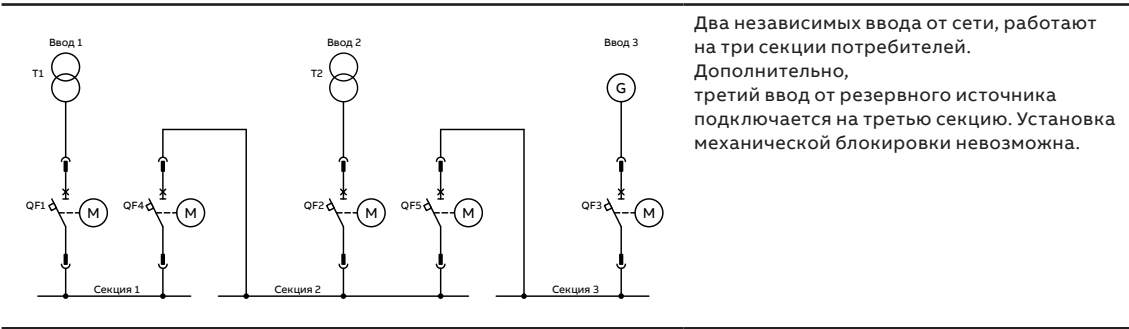 Ввод 1
Ввод 2
Ввод 3
T1
T2
G
QF1
M
QF4
M
QF2
M
QF5
M
QF3
M
Секция 1
Секция 2
Секция 3
Два независимых ввода от сети, работают
на три секции потребителей.
Дополнительно,
третий ввод от резервного источника
подключается на третью секцию. Установка
механической блокировки невозможна.